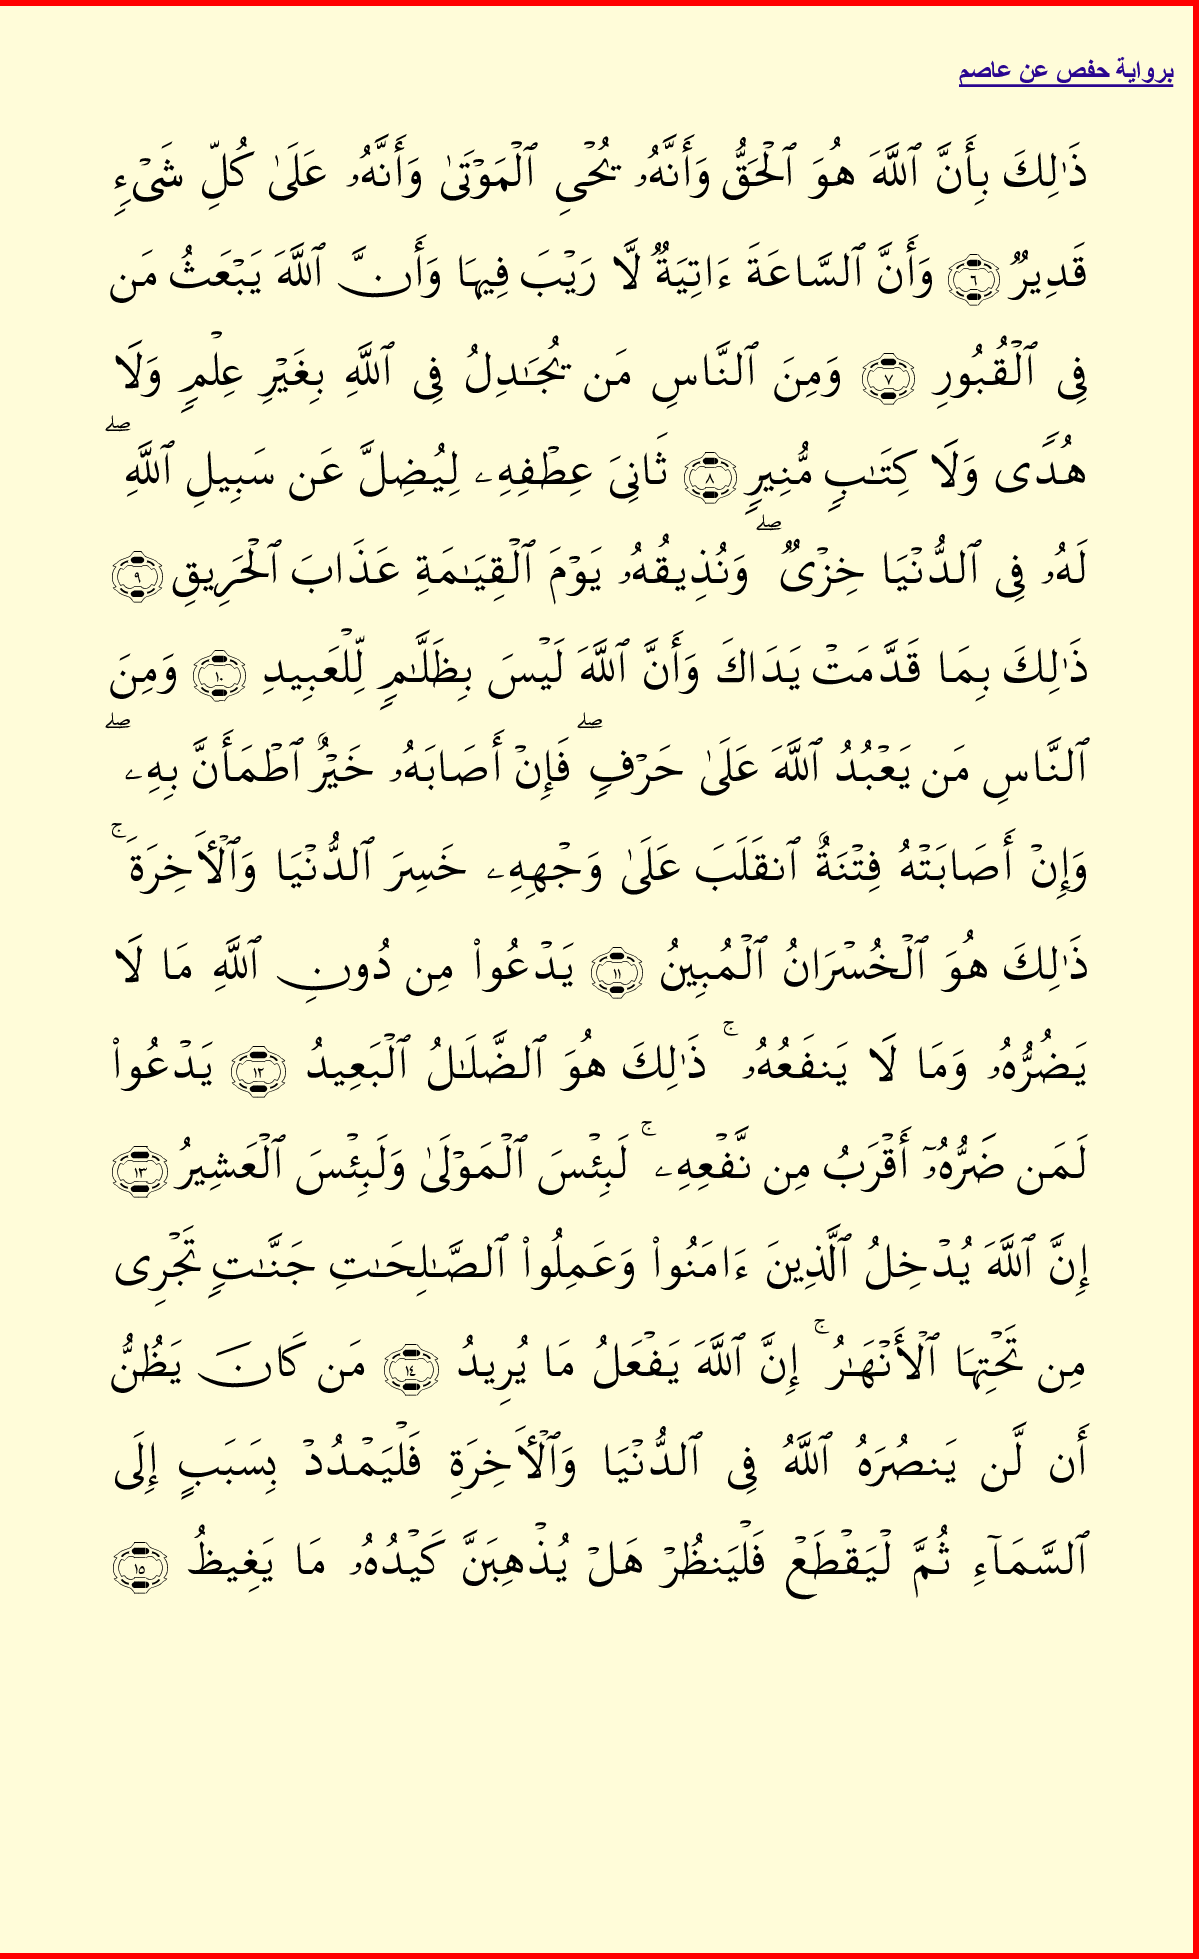 برواية حفص عن عاصم
ذَٰلِكَ بِأَنَّ ٱللَّهَ هُوَ ٱلْحَقُّ وَأَنَّهُۥ يُحْىِ ٱلْمَوْتَىٰ وَأَنَّهُۥ عَلَىٰ كُلِّ شَىْءٍ
قَدِيرٌ ٦ وَأَنَّ ٱلسَّاعَةَ ءَاتِيَةٌ لَّا رَيْبَ فِيهَا وَأَنَّ ٱللَّهَ يَبْعَثُ مَن
فِى ٱلْقُبُورِ ٧ وَمِنَ ٱلنَّاسِ مَن يُجَـٰدِلُ فِى ٱللَّهِ بِغَيْرِ عِلْمٍ وَلَا
هُدًى وَلَا كِتَـٰبٍ مُّنِيرٍ ٨ ثَانِىَ عِطْفِهِۦ لِيُضِلَّ عَن سَبِيلِ ٱللَّهِ ۖ
لَهُۥ فِى ٱلدُّنْيَا خِزْىٌ ۖ وَنُذِيقُهُۥ يَوْمَ ٱلْقِيَـٰمَةِ عَذَابَ ٱلْحَرِيقِ ٩
ذَٰلِكَ بِمَا قَدَّمَتْ يَدَاكَ وَأَنَّ ٱللَّهَ لَيْسَ بِظَلَّـٰمٍ لِّلْعَبِيدِ ١٠ وَمِنَ
ٱلنَّاسِ مَن يَعْبُدُ ٱللَّهَ عَلَىٰ حَرْفٍ ۖ فَإِنْ أَصَابَهُۥ خَيْرٌ ٱطْمَأَنَّ بِهِۦ ۖ
وَإِنْ أَصَابَتْهُ فِتْنَةٌ ٱنقَلَبَ عَلَىٰ وَجْهِهِۦ خَسِرَ ٱلدُّنْيَا وَٱلْـَٔاخِرَةَ ۚ
ذَٰلِكَ هُوَ ٱلْخُسْرَانُ ٱلْمُبِينُ ١١ يَدْعُوا۟ مِن دُونِ ٱللَّهِ مَا لَا
يَضُرُّهُۥ وَمَا لَا يَنفَعُهُۥ ۚ ذَٰلِكَ هُوَ ٱلضَّلَـٰلُ ٱلْبَعِيدُ ١٢ يَدْعُوا۟
لَمَن ضَرُّهُۥٓ أَقْرَبُ مِن نَّفْعِهِۦ ۚ لَبِئْسَ ٱلْمَوْلَىٰ وَلَبِئْسَ ٱلْعَشِيرُ ١٣
إِنَّ ٱللَّهَ يُدْخِلُ ٱلَّذِينَ ءَامَنُوا۟ وَعَمِلُوا۟ ٱلصَّـٰلِحَـٰتِ جَنَّـٰتٍ تَجْرِى
مِن تَحْتِهَا ٱلْأَنْهَـٰرُ ۚ إِنَّ ٱللَّهَ يَفْعَلُ مَا يُرِيدُ ١٤ مَن كَانَ يَظُنُّ
أَن لَّن يَنصُرَهُ ٱللَّهُ فِى ٱلدُّنْيَا وَٱلْـَٔاخِرَةِ فَلْيَمْدُدْ بِسَبَبٍ إِلَى
ٱلسَّمَآءِ ثُمَّ لْيَقْطَعْ فَلْيَنظُرْ هَلْ يُذْهِبَنَّ كَيْدُهُۥ مَا يَغِيظُ ١٥